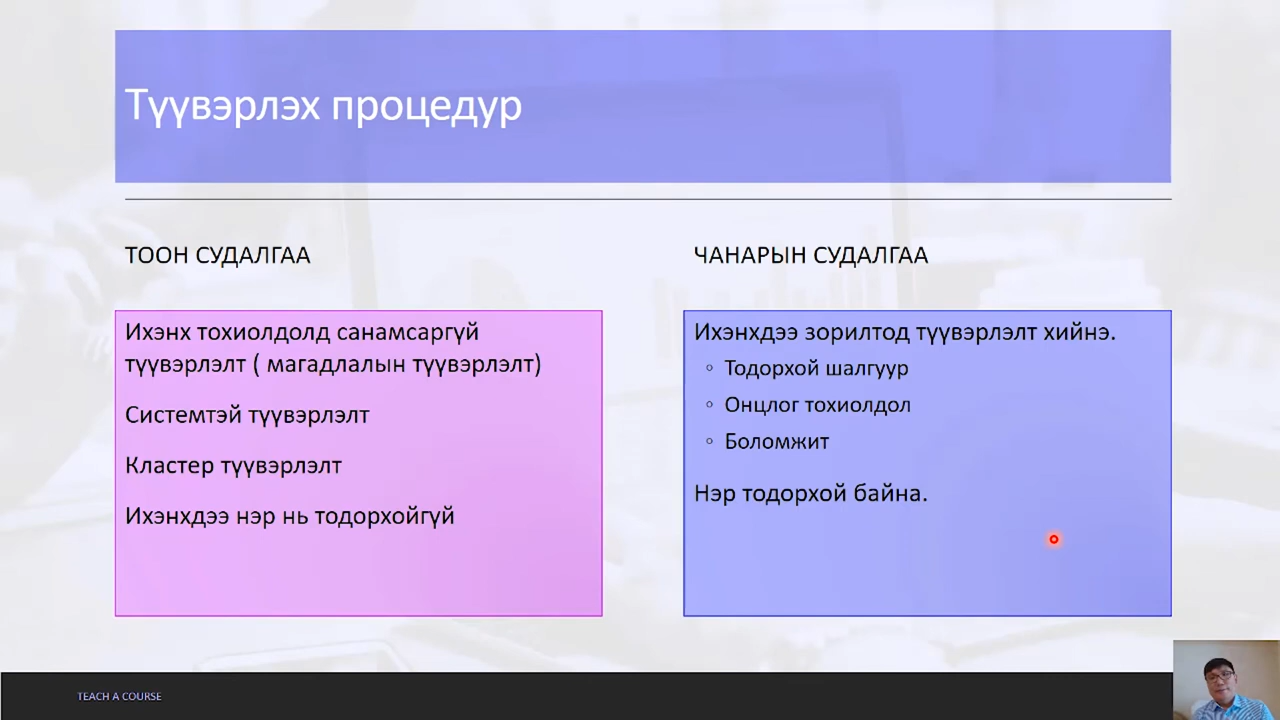 Түүвэрлэх процедур
ТООН СУДАЛГАА
Ихэнх тохиолдолд санамсаргүй
түүвэрлэлт ( магадлалын түүвэрлэлт)
Системтэй түүвэрлэлт
Кластер түүвэрлэлт
Ихэнхдээ нэр нь тодорхойгүй
ЧАНАРЫН СУДАЛГАА
Ихэнхдээ зорилтод түүвэрлэлт хийнэ.
◦ Тодорхой шалгуур
◦ Онцлог тохиолдол
◦ Боломжит
Нэр тодорхой байна.
TEACH A COURSE